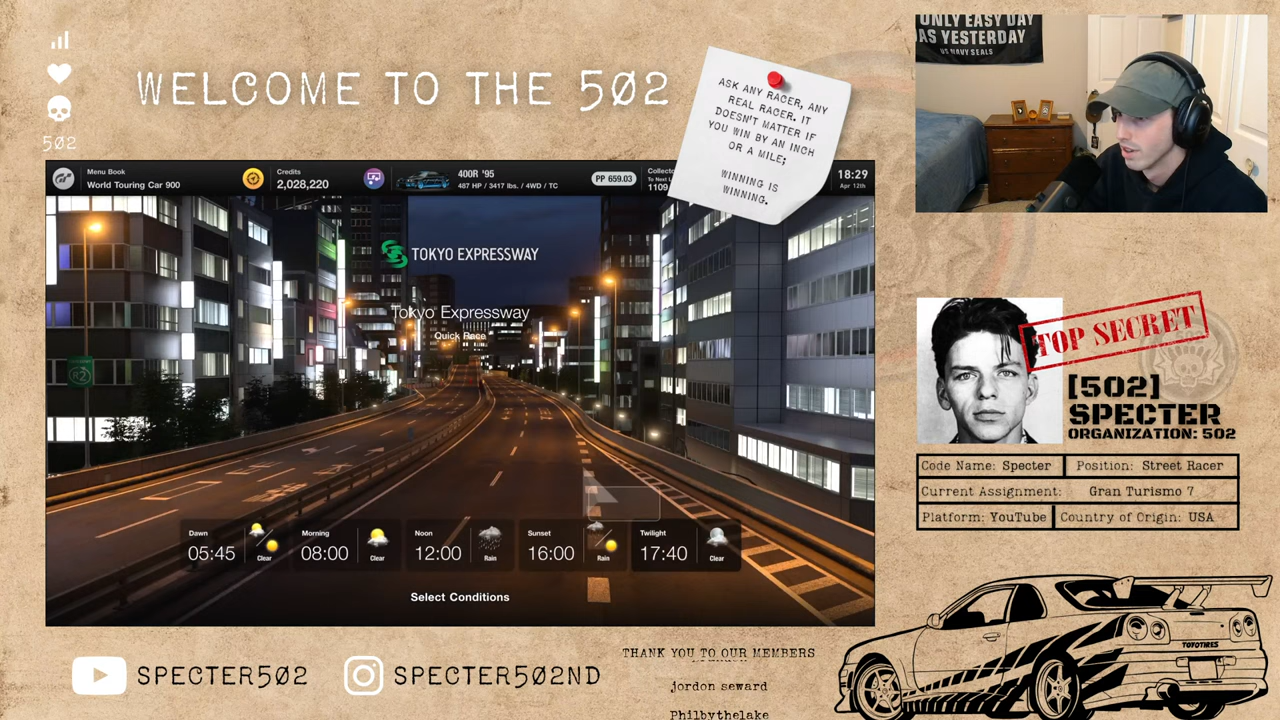 502
WELCOME TO THE 502
ASK ANY RACER, ANY
REAL RACER. IT
DOESN'T MATTER IF
YOU WIN BY AN INCH
OR A MILE;
WINNING IS
WINNING.
ONLY EASY DAY
AS YESTERDAY
US NAVY SEALS
Menu Book
World Touring Car 900
Credits
2,028,220
400R '95
487 HP / 3417 lbs. / 4WD / TC
PP 659.03
To Next
1109
18:29
Apr 12th
TOKYO EXPRESSWAY
Tokyo Expressway
Quick Race
R2
Dawn
05:45
Clear
Morning
08:00
Clear
Noon
12:00
Rain
Sunset
16:00
Rain
Twilight
17:40
Clear
Select Conditions
TOP SECRET
[502]
SPECTER
ORGANIZATION: 502
Code Name: Specter
Position: Street Racer
Current Assignment: Gran Turismo 7
Platform: YouTube
Country of Origin: USA
TOYOTIRES
SPECTER502
SPECTER502ND
THANK YOU TO OUR MEMBERS
jordon seward
Philbythelake